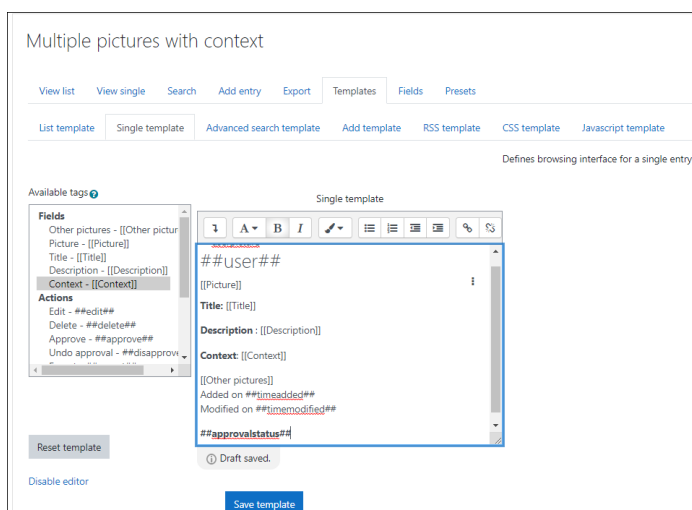 Multiple pictures with context
View list View single Search Add entry Export Templates Fields Presets
List template Single template Advanced search template Add template RSS template CSS template Javascript template
Defines browsing interface for a single entry
Available tags
Single template
Fields
Other pictures - [[Other pictur
Picture - [[Picture]]
Title - [[Title]]
Description - [[Description]]
Context - [[Context]]
Actions
Edit - ##edit##
Delete - ##delete##
Approve - ##approve##
Undo approval - ##disapprove
A B I
##user##
[[Picture]]
Title: [[Title]]
Description : [[Description]]
Context: [[Context]]
[[Other pictures]]
Added on ##timeadded##
Modified on ##timemodified##
##approvalstatus##
Reset template
Draft saved.
Disable editor
Save template